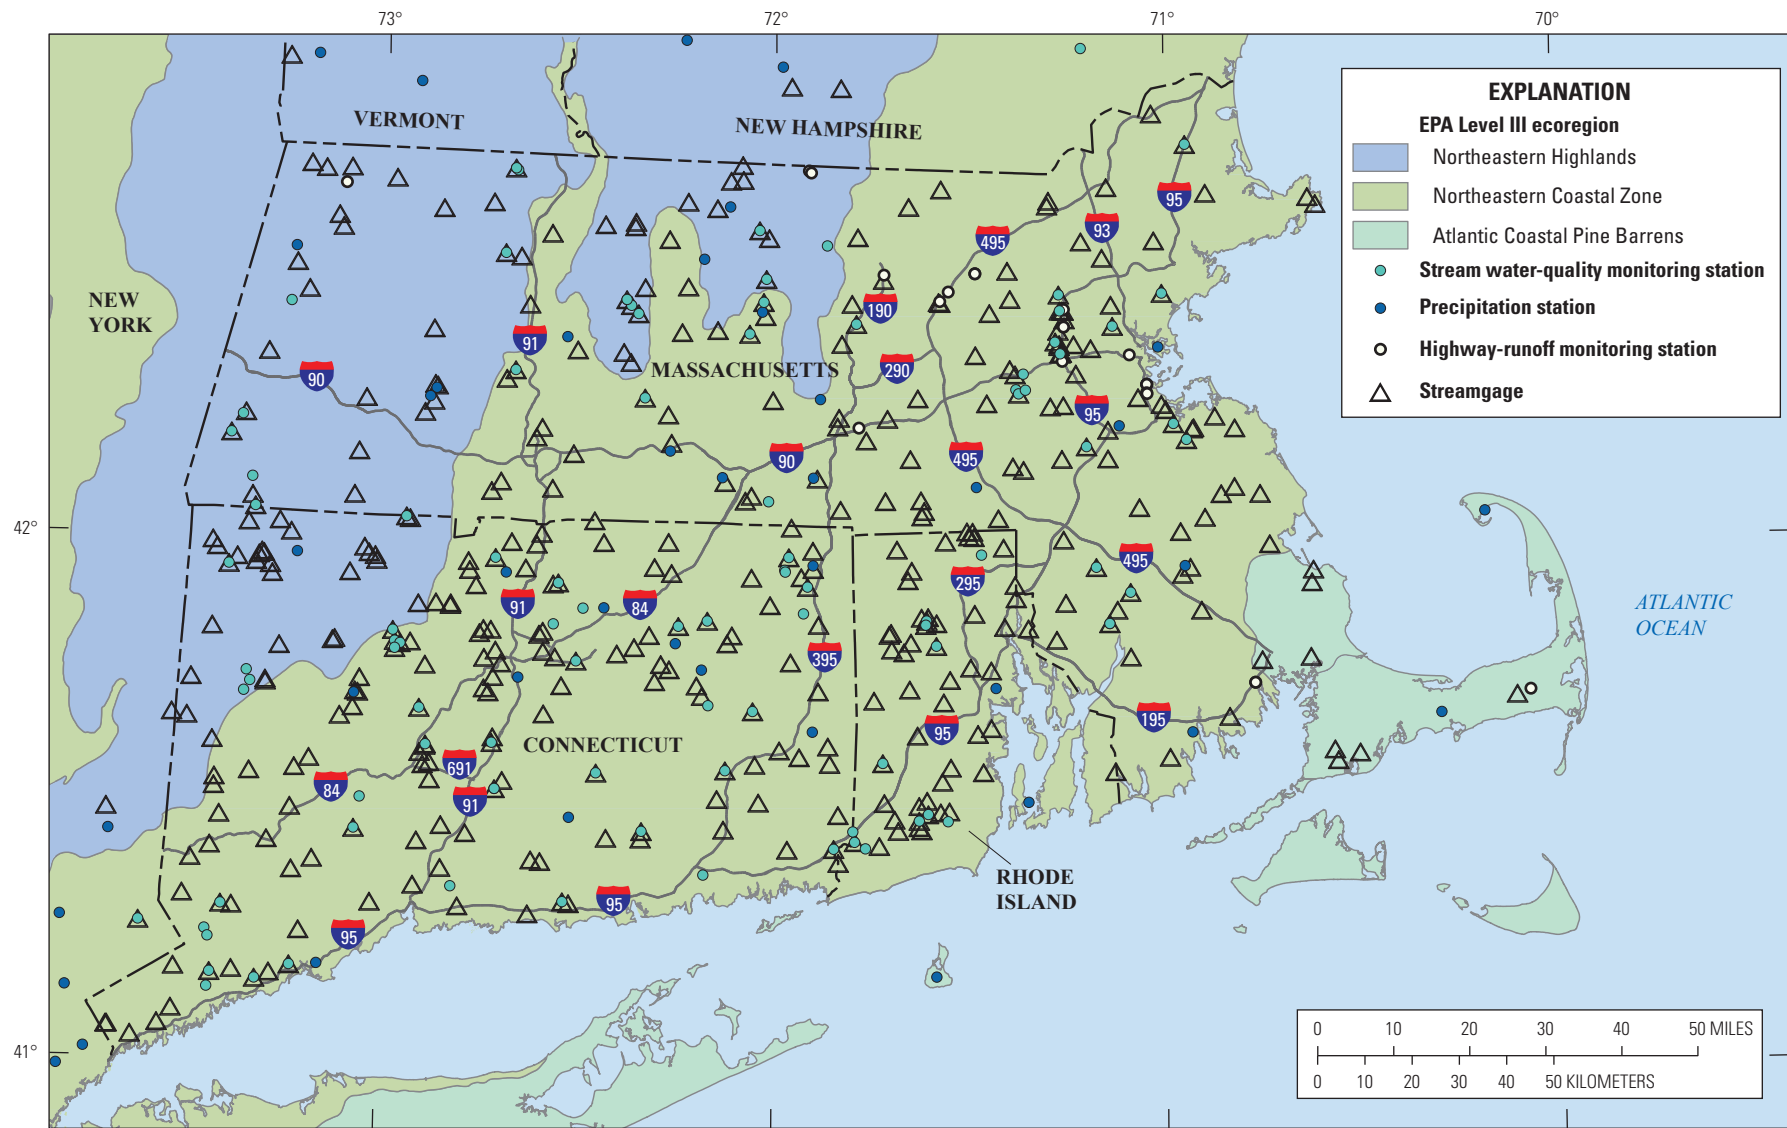 73°
72°
71°
70°
42°
41°
EXPLANATION
EPA Level III ecoregion
Northeastern Highlands
Northeastern Coastal Zone
Atlantic Coastal Pine Barrens
Stream water-quality monitoring station
Precipitation station
Highway-runoff monitoring station
Streamgage
VERMONT
NEW HAMPSHIRE
NEW
YORK
MASSACHUSETTS
CONNECTICUT
RHODE
ISLAND
ATLANTIC
OCEAN
95
93
495
190
91
290
90
95
90
495
495
295
91
84
395
195
95
691
84
91
95
95
0 10 20 30 40 50 MILES
0 10 20 30 40 50 KILOMETERS